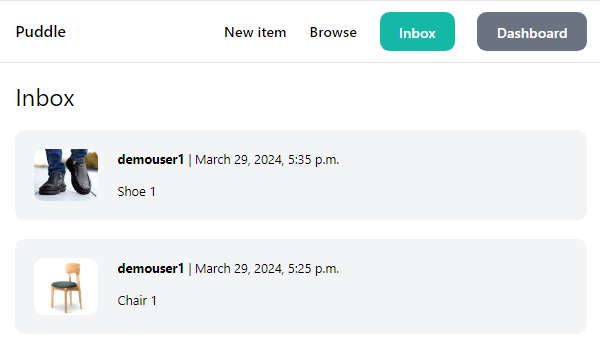 Puddle New item Browse Inbox Dashboard
Inbox
demouser1 | March 29, 2024, 5:35 p.m.
Shoe 1
demouser1 | March 29, 2024, 5:25 p.m.
Chair 1